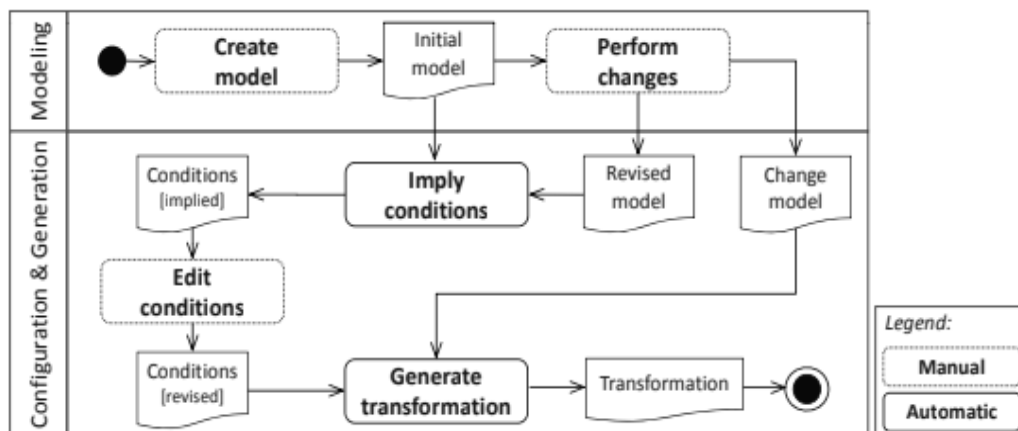 Modeling
Create
model
Initial
model
Perform
changes
Configuration & Generation
Conditions
[implied]
Imply
conditions
Revised
model
Change
model
Edit
conditions
Conditions
[revised]
Generate
transformation
Transformation
Legend:
Manual
Automatic